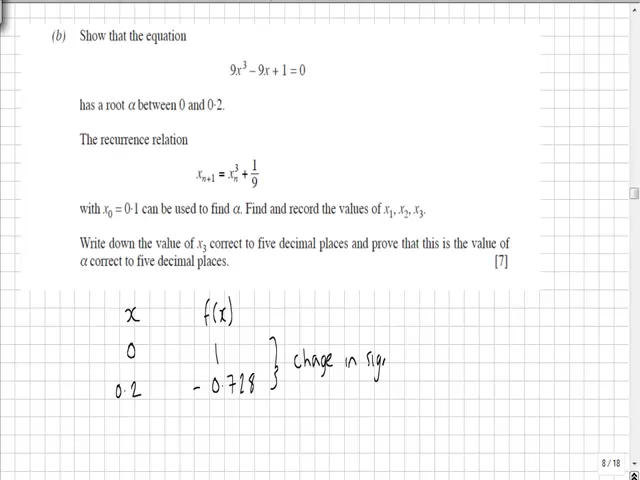 (b) Show that the equation
9x³ – 9x + 1 = 0
has a root α between 0 and 0·2.
The recurrence relation
xₙ₊₁ = xₙ³ + 1/9
with x₀ = 0·1 can be used to find α. Find and record the values of x₁, x₂, x₃.
Write down the value of x₃ correct to five decimal places and prove that this is the value of
α correct to five decimal places. [7]
x f(x)
0 1
0.2 - 0.728 } chage in sig
8 / 18